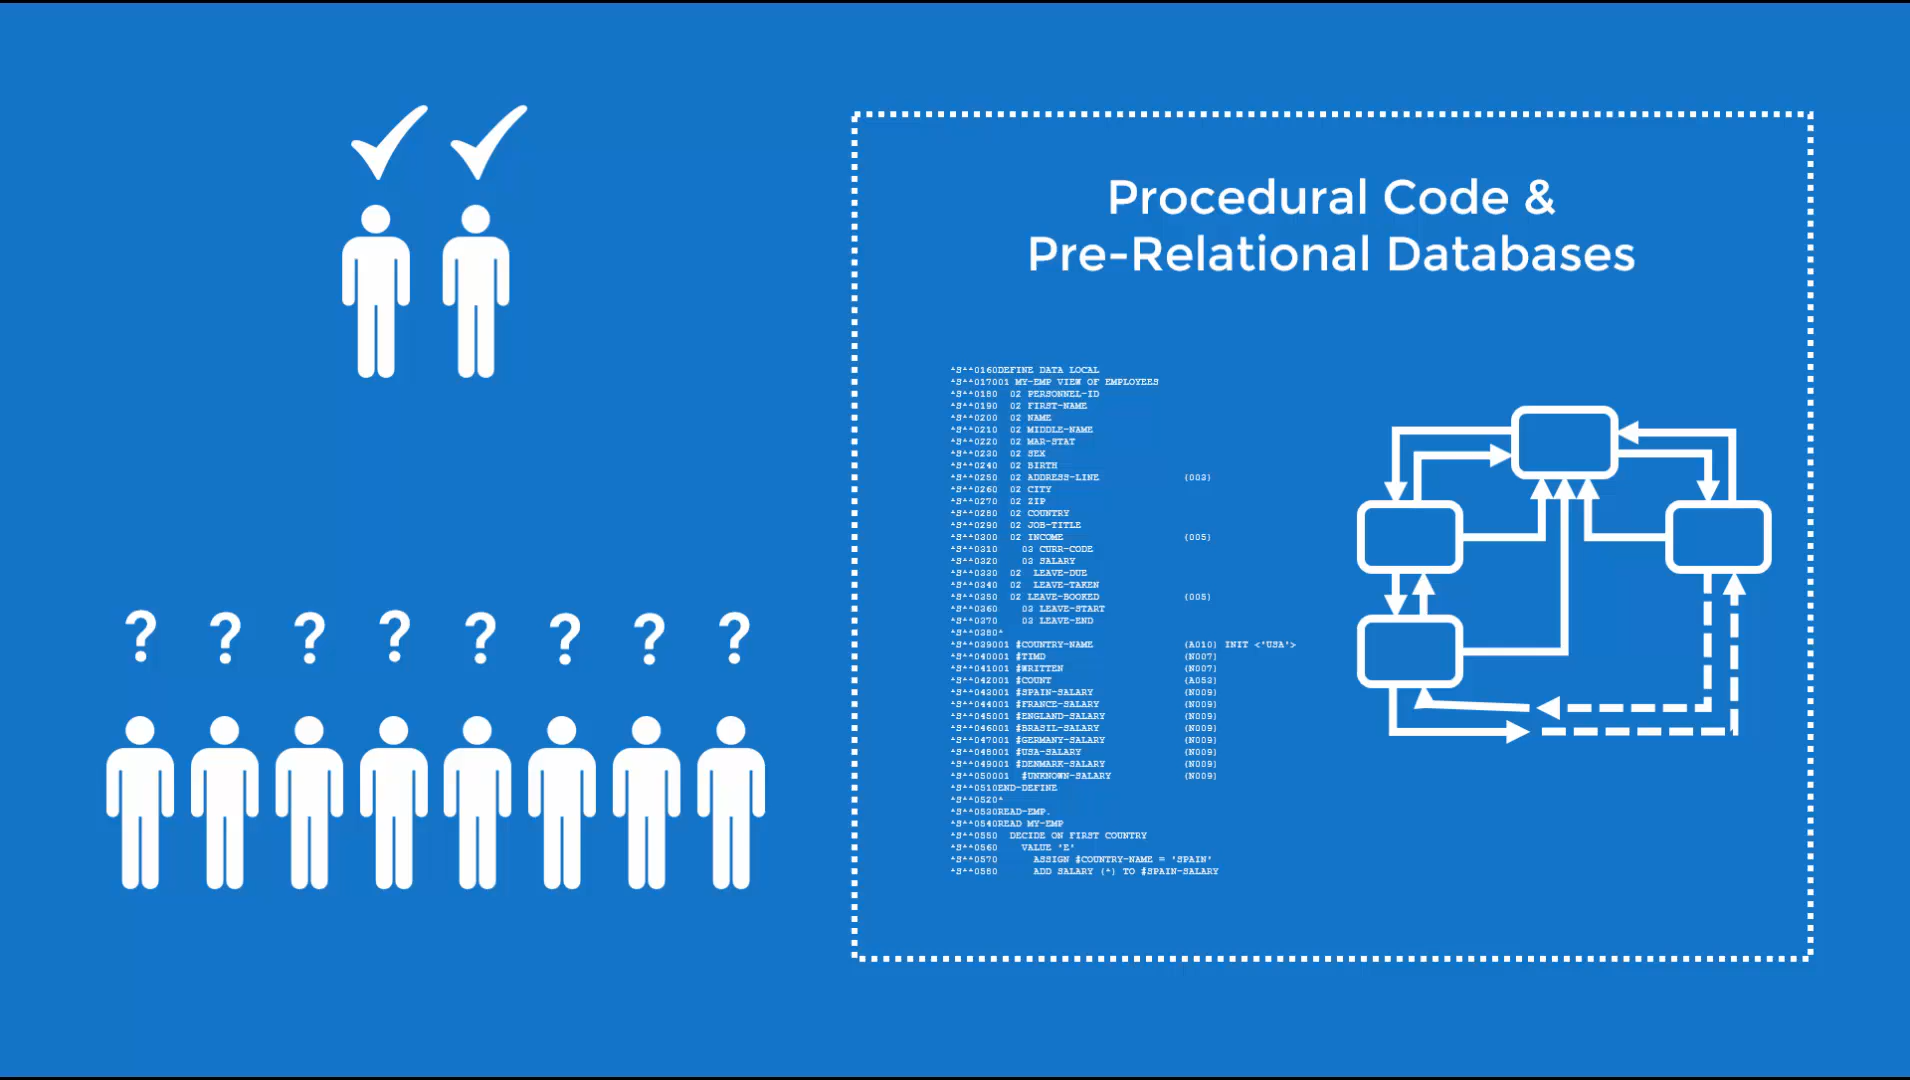 Procedural Code &
Pre-Relational Databases
*S**0160DEFINE DATA LOCAL
*S**017001 MY-EMP VIEW OF EMPLOYEES
*S**0180  02 PERSONNEL-ID
*S**0190  02 FIRST-NAME
*S**0200  02 NAME
*S**0210  02 MIDDLE-NAME
*S**0220  02 MAR-STAT
*S**0230  02 SEX
*S**0240  02 BIRTH
*S**0250  02 ADDRESS-LINE (003)
*S**0260  02 CITY
*S**0270  02 ZIP
*S**0280  02 COUNTRY
*S**0290  02 JOB-TITLE
*S**0300  02 INCOME (005)
*S**0310    03 CURR-CODE
*S**0320    03 SALARY
*S**0330  02  LEAVE-DUE
*S**0340  02  LEAVE-TAKEN
*S**0350  02 LEAVE-BOOKED (005)
*S**0360    03 LEAVE-START
*S**0370    03 LEAVE-END
*S**0380*
*S**039001 #COUNTRY-NAME (A010) INIT <'USA'>
*S**040001 #TIMD (N007)
*S**041001 #WRITTEN (N007)
*S**042001 #COUNT (A053)
*S**043001 #SPAIN-SALARY (N009)
*S**044001 #FRANCE-SALARY (N009)
*S**045001 #ENGLAND-SALARY (N009)
*S**046001 #BRASIL-SALARY (N009)
*S**047001 #GERMANY-SALARY (N009)
*S**048001 #USA-SALARY (N009)
*S**049001 #DENMARK-SALARY (N009)
*S**050001  #UNKNOWN-SALARY (N009)
*S**0510END-DEFINE
*S**0520*
*S**0530READ-EMP.
*S**0540READ MY-EMP
*S**0550  DECIDE ON FIRST COUNTRY
*S**0560    VALUE 'E'
*S**0570      ASSIGN #COUNTRY-NAME = 'SPAIN'
*S**0580      ADD SALARY (*) TO #SPAIN-SALARY
? ? ? ? ? ? ? ?